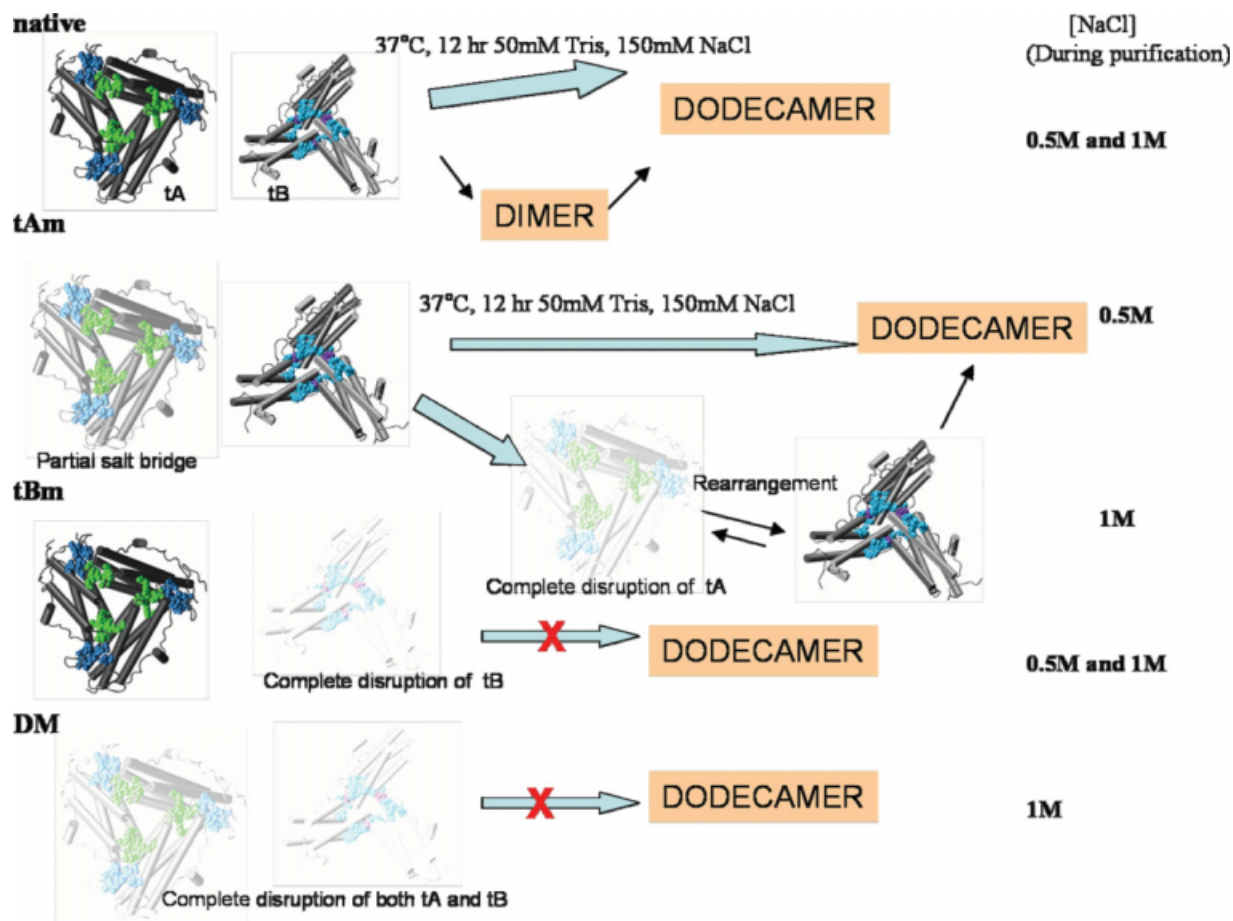 native
37°C, 12 hr 50mM Tris, 150mM NaCl
[NaCl]
(During purification)
DODECAMER
0.5M and 1M
tA
tB
DIMER
tAm
37°C, 12 hr 50mM Tris, 150mM NaCl
DODECAMER
0.5M
Partial salt bridge
Rearrangement
1M
Complete disruption of tA
tBm
Complete disruption of tB
X
DODECAMER
0.5M and 1M
DM
X
DODECAMER
1M
Complete disruption of both tA and tB